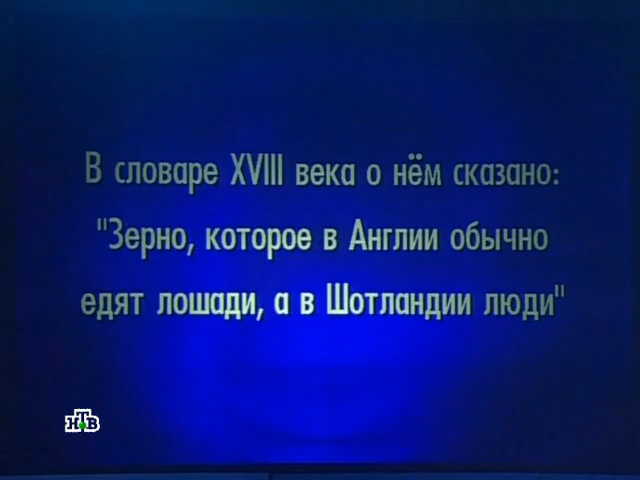 В словаре XVIII века о нём сказано:
"Зерно, которое в Англии обычно
едят лошади, а в Шотландии люди"
НТВ